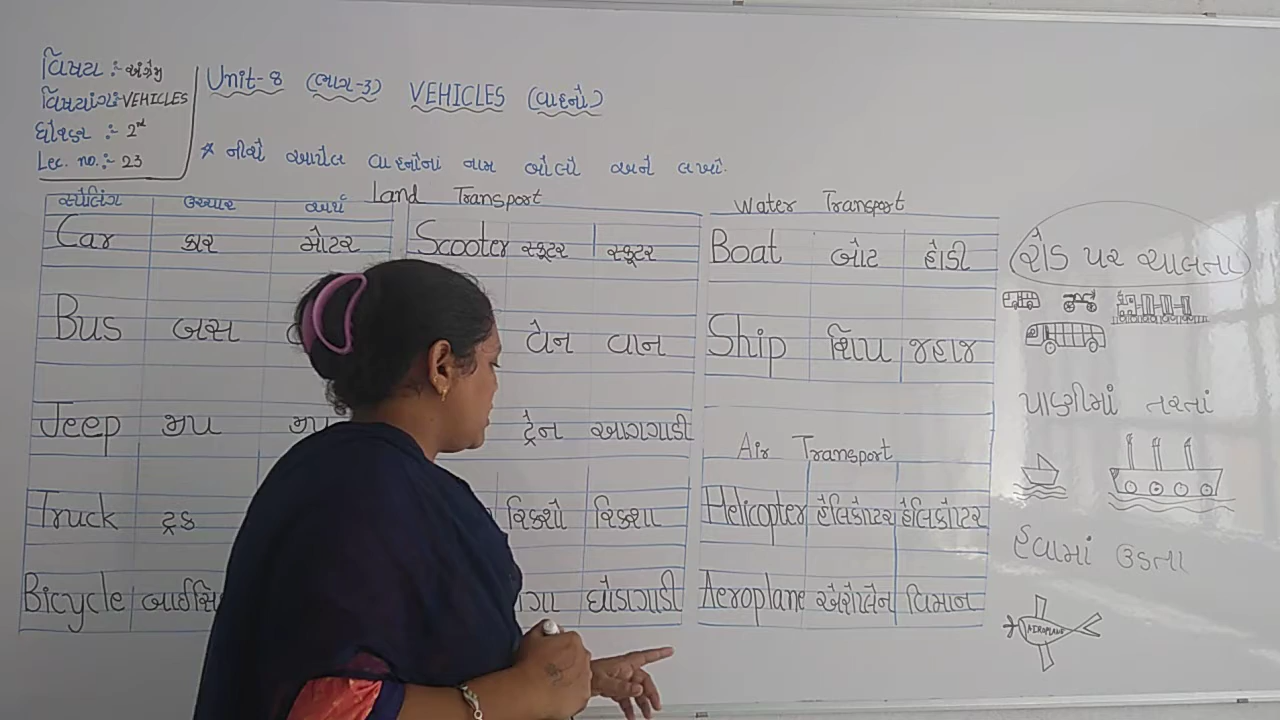 વિષય :- અંગ્રેજી
વિષયાંગ:- VEHICLES
ધોરણ :- 2nd
Lec. no. :- 23
Unit-8 (ભાગ-૩) VEHICLES (વાહનો)
* નીચે આપેલ વાહનોનાં નામ બોલો અને લખો.
Land Transport
સ્પેલિંગ ઉચ્ચાર અર્થ
Car કાર મોટર
Bus બસ
Jeep જીપ
Truck ટ્રક
Bicycle
Scooter સ્કૂટર સ્કૂટર
વેન વાન
ટ્રેન આગગાડી
રિક્શો રિક્શા
ઘોડાગાડી
Water Transport
Boat બોટ હોડી
Ship શિપ જહાજ
Air Transport
Helicopter હેલિકોપ્ટર હેલિકોપ્ટર
Aeroplane એરોપ્લેન વિમાન
રોડ પર ચાલતા
પાણીમાં તરતાં
હવામાં ઉડતા
AEROPLANE